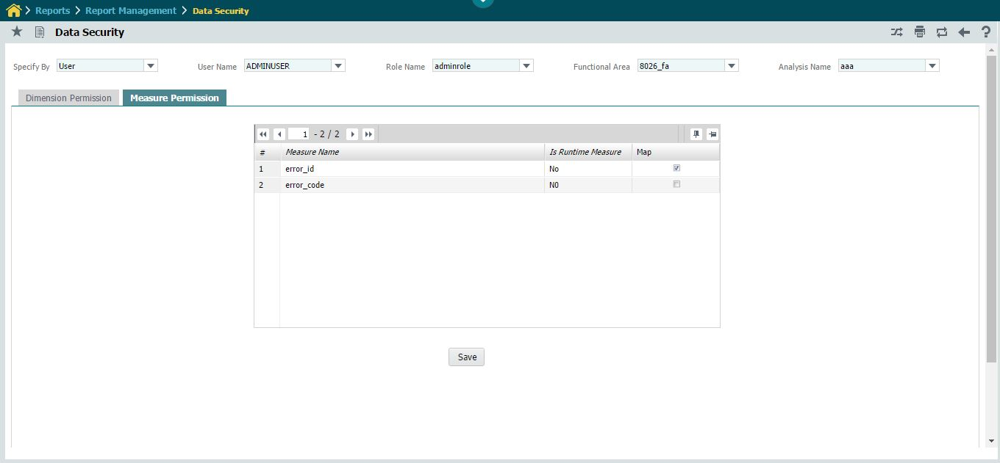 Reports Report Management Data Security
Data Security ?
Specify By User User Name ADMINUSER Role Name adminrole Functional Area 8026_fa Analysis Name aaa
Dimension Permission Measure Permission
1 - 2 / 2
# Measure Name Is Runtime Measure Map
1 error_id No
2 error_code N0
Save